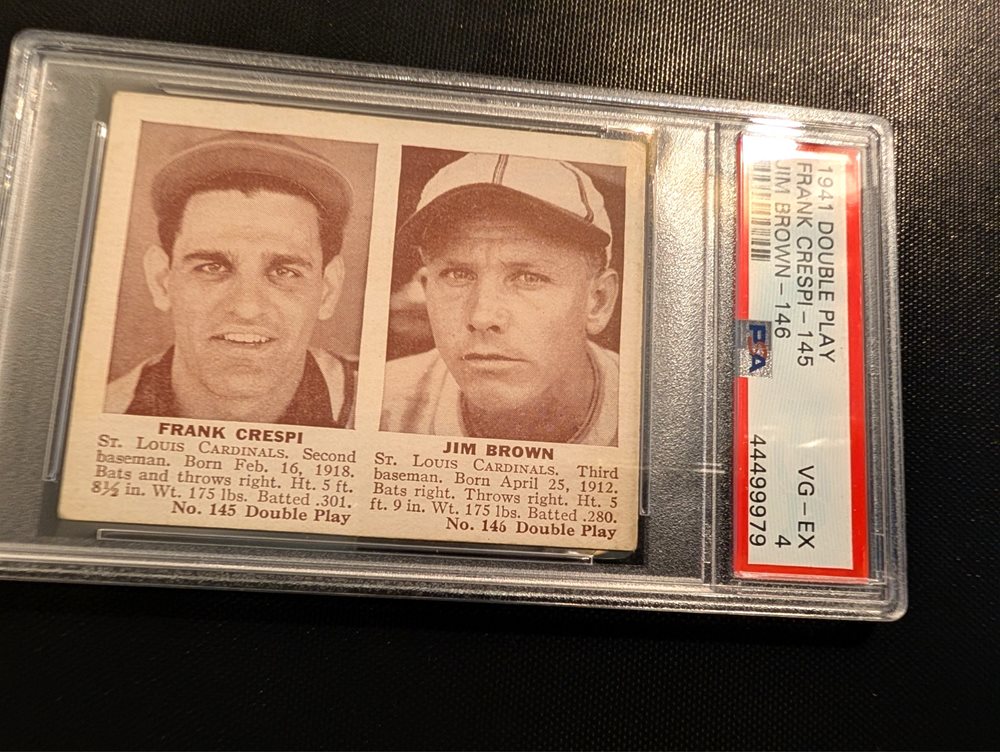 FRANK CRESPI
ST. LOUIS CARDINALS. Second
baseman. Born Feb. 16, 1918.
Bats and throws right. Ht. 5 ft.
8½ in. Wt. 175 lbs. Batted .301.
No. 145 Double Play
JIM BROWN
ST. LOUIS CARDINALS. Third
baseman. Born April 25, 1912.
Bats right. Throws right. Ht. 5
ft. 9 in. Wt. 175 lbs. Batted .280.
No. 146 Double Play
1941 DOUBLE PLAY
FRANK CRESPI-145
JIM BROWN-146
VG-EX
4
44499979
PSA